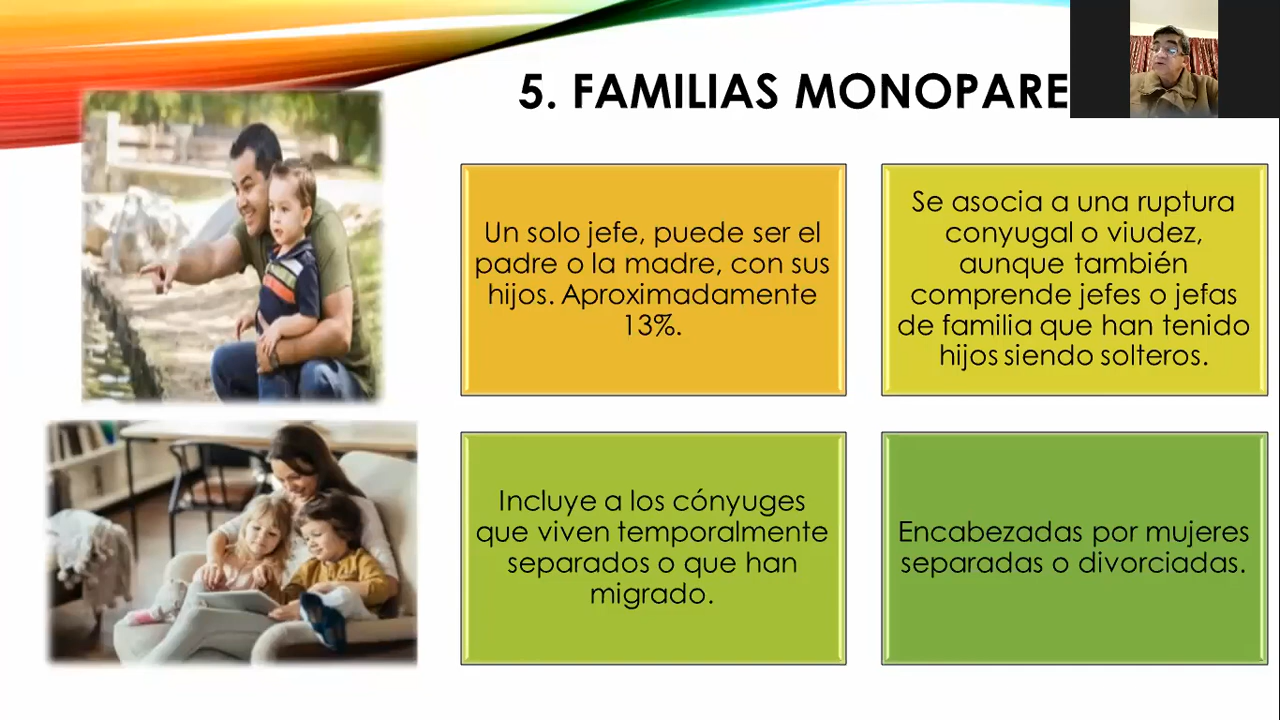 5. FAMILIAS MONOPARE
Un solo jefe, puede ser el
padre o la madre, con sus
hijos. Aproximadamente
13%.
Se asocia a una ruptura
conyugal o viudez,
aunque también
comprende jefes o jefas
de familia que han tenido
hijos siendo solteros.
Incluye a los cónyuges
que viven temporalmente
separados o que han
migrado.
Encabezadas por mujeres
separadas o divorciadas.